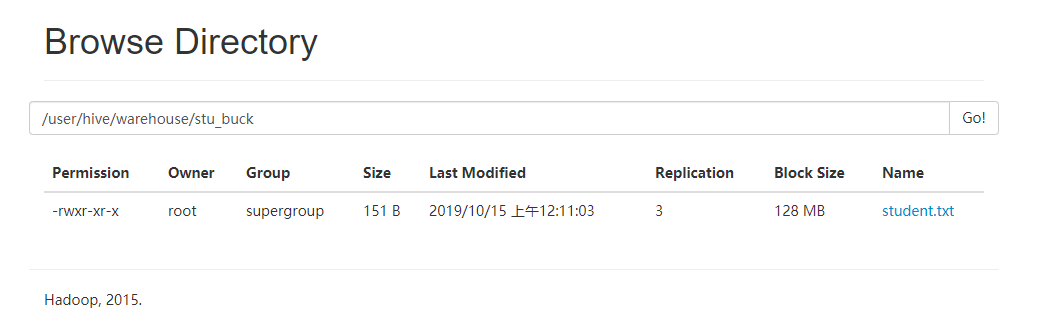 Browse Directory
/user/hive/warehouse/stu_buck Go!
Permission Owner Group Size Last Modified Replication Block Size Name
-rwxr-xr-x root supergroup 151 B 2019/10/15 上午12:11:03 3 128 MB student.txt
Hadoop, 2015.